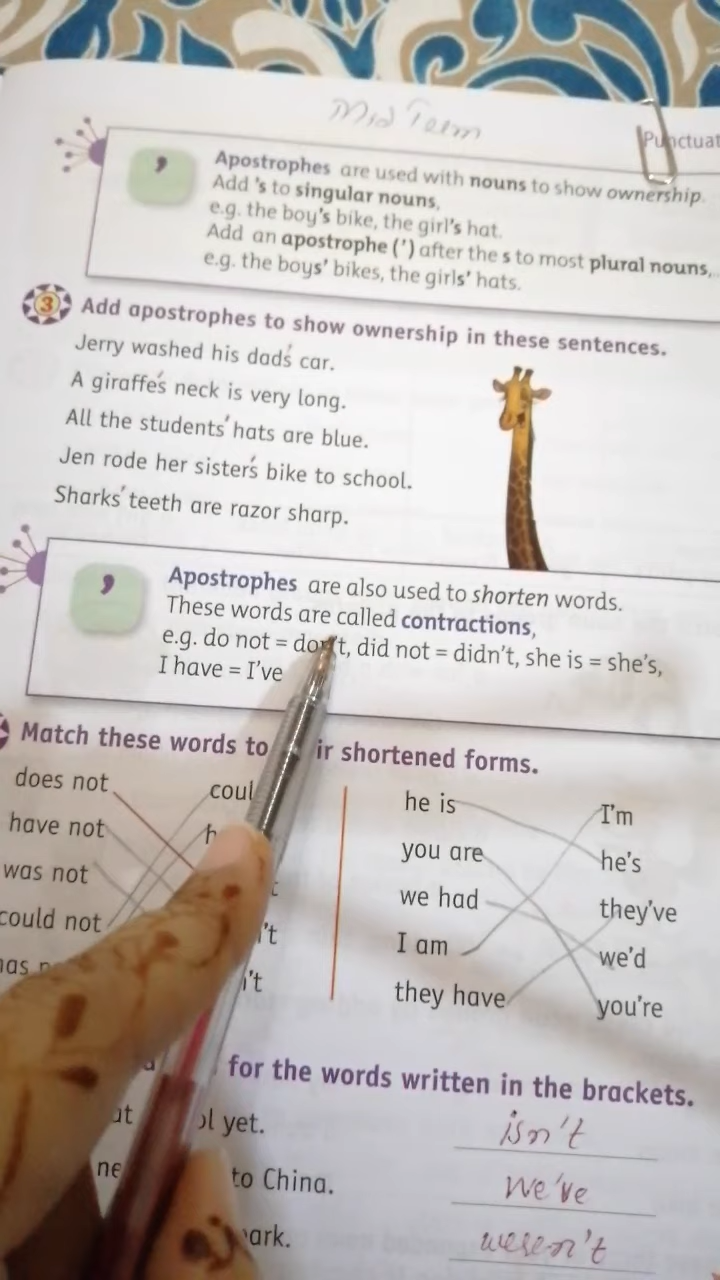 Mid Term
Punctuat
Apostrophes are used with nouns to show ownership.
Add 's to singular nouns,
e.g. the boy's bike, the girl's hat.
Add an apostrophe (') after the s to most plural nouns,
e.g. the boys' bikes, the girls' hats.
3 Add apostrophes to show ownership in these sentences.
Jerry washed his dad's car.
A giraffe's neck is very long.
All the students' hats are blue.
Jen rode her sister's bike to school.
Sharks' teeth are razor sharp.
Apostrophes are also used to shorten words.
These words are called contractions,
e.g. do not = don't, did not = didn't, she is = she's,
I have = I've
Match these words to ir shortened forms.
does not coul he is I'm
have not h you are he's
was not t we had they've
could not 't I am we'd
as n 't they have you're
for the words written in the brackets.
ut ol yet. isn't
ne to China. we've
ark. weren't